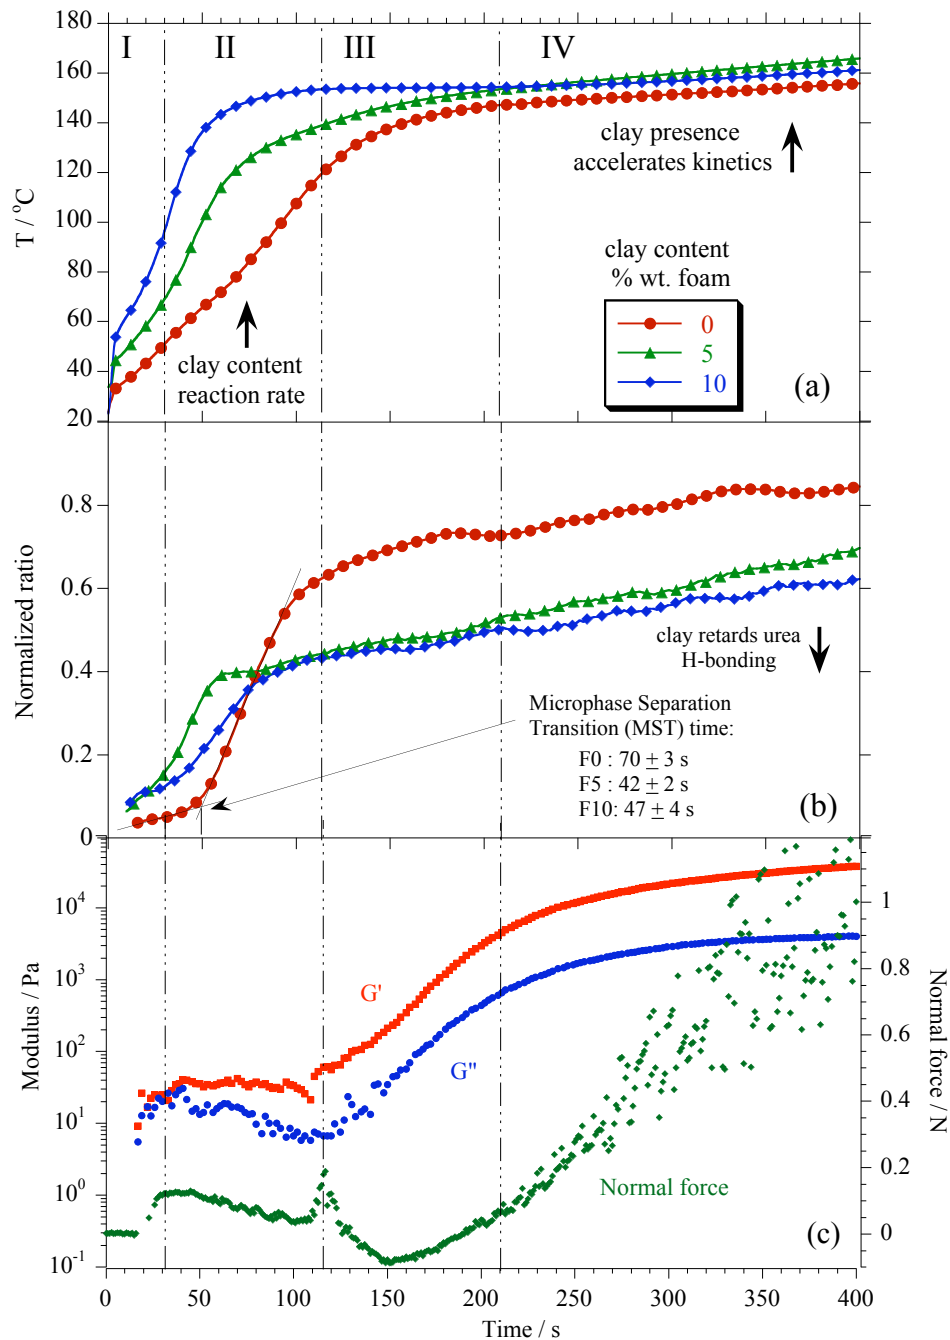 I II III IV
180
160
140
120
100
80
60
40
20
T / °C
clay presence
accelerates kinetics
clay content
% wt. foam
0
5
10
clay content
reaction rate
(a)
0.8
0.6
0.4
0.2
0
Normalized ratio
clay retards urea
H-bonding
Microphase Separation
Transition (MST) time:
F0 : 70 ± 3 s
F5 : 42 ± 2 s
F10: 47 ± 4 s
(b)
10⁴
10³
10²
10¹
10⁰
10⁻¹
Modulus / Pa
G'
G"
Normal force
(c)
1
0.8
0.6
0.4
0.2
0
Normal force / N
0 50 100 150 200 250 300 350 400
Time / s